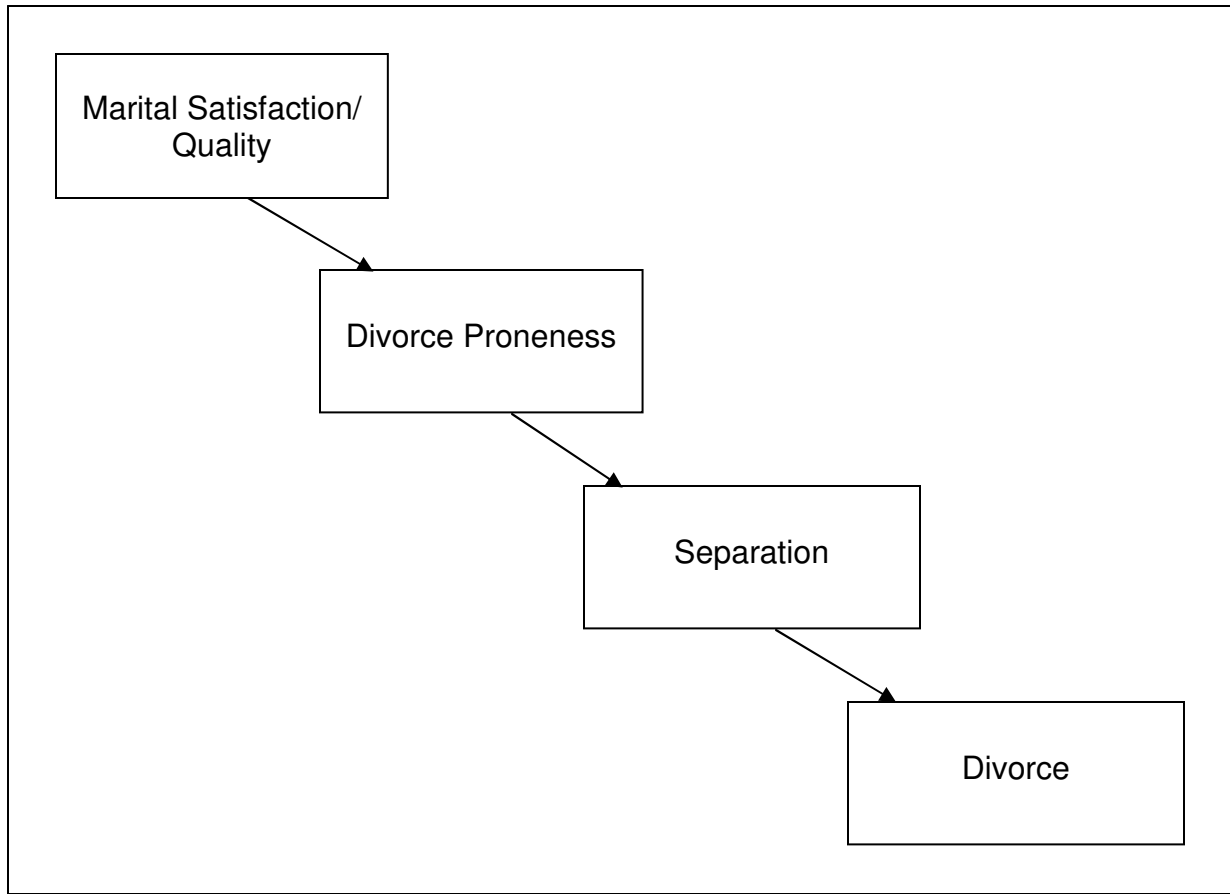 Marital Satisfaction/
Quality
Divorce Proneness
Separation
Divorce